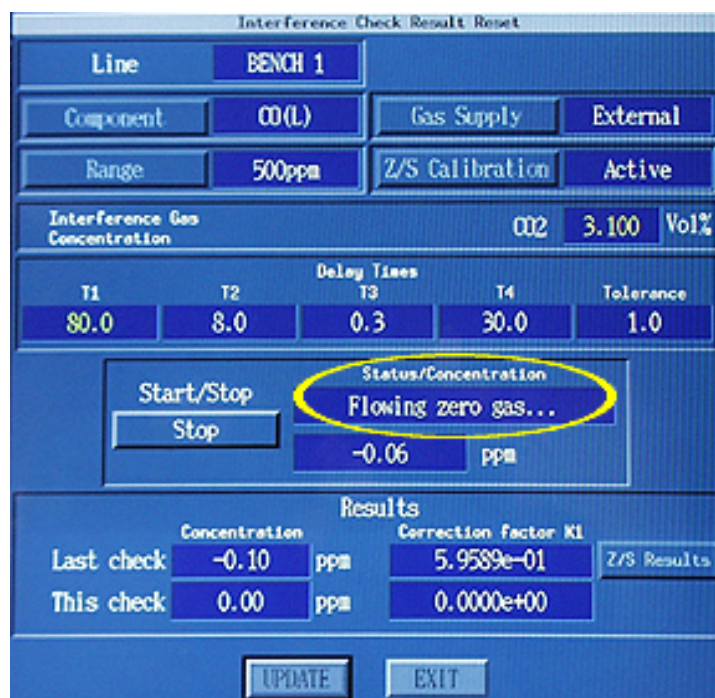 Interference Check Result Reset
Line BENCH 1
Component CO(L) Gas Supply External
Range 500ppm Z/S Calibration Active
Interference Gas
Concentration CO2 3.100 Vol%
Delay Times
T1 T2 T3 T4 Tolerance
80.0 8.0 0.3 30.0 1.0
Status/Concentration
Start/Stop Flowing zero gas...
Stop
-0.06 ppm
Results
Concentration Correction factor K1
Last check -0.10 ppm 5.9589e-01 Z/S Results
This check 0.00 ppm 0.0000e+00
UPDATE EXIT